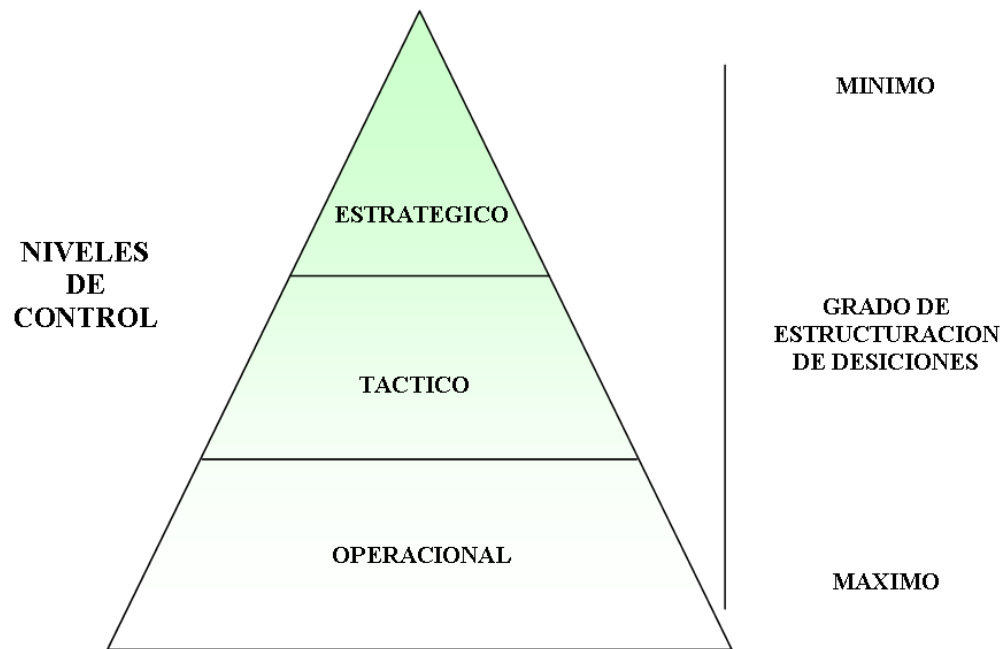 NIVELES
DE
CONTROL
ESTRATEGICO
TACTICO
OPERACIONAL
MINIMO
GRADO DE
ESTRUCTURACION
DE DESICIONES
MAXIMO